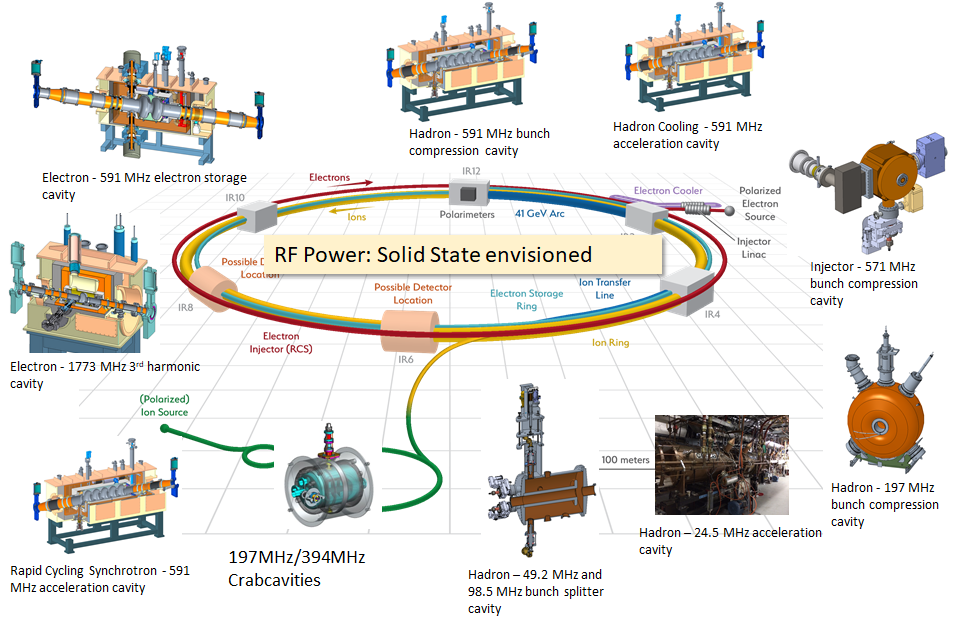 Hadron - 591 MHz bunch
compression cavity
Hadron Cooling - 591 MHz
acceleration cavity
Electron - 591 MHz electron storage
cavity
Electrons
IR12
IR10
Ions
Polarimeters
41 GeV Arc
Electron Cooler
Polarized
Electron
Source
Injector
Linac
RF Power: Solid State envisioned
Possible
Location
Possible Detector
Location
Ion Transfer
Line
Electron Storage
Ring
Injector - 571 MHz
bunch compression
cavity
IR8
IR4
Electron
Injector (RCS)
IR6
Ion Ring
Electron - 1773 MHz 3rd harmonic
cavity
(Polarized)
Ion Source
100 meters
Hadron - 197 MHz
bunch compression
cavity
Hadron – 24.5 MHz acceleration
cavity
197MHz/394MHz
Crabcavities
Rapid Cycling Synchrotron - 591
MHz acceleration cavity
Hadron – 49.2 MHz and
98.5 MHz bunch splitter
cavity